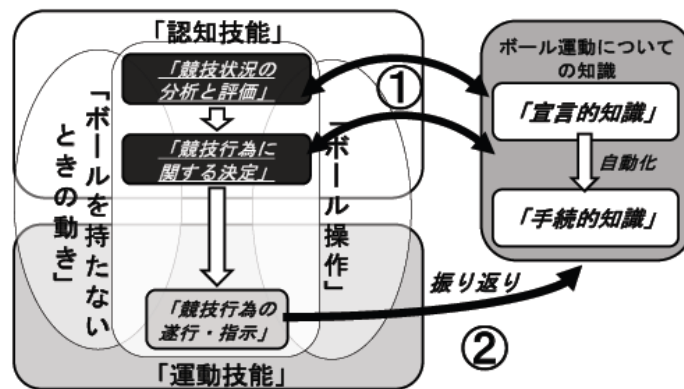 「認知技能」
「競技状況の
分析と評価」
「競技行為に
関する決定」
「ボールを持たない
ときの動き」
「ボール操作」
「競技行為の
遂行・指示」
「運動技能」
①
ボール運動について
の知識
「宣言的知識」
自動化
「手続的知識」
振り返り
②